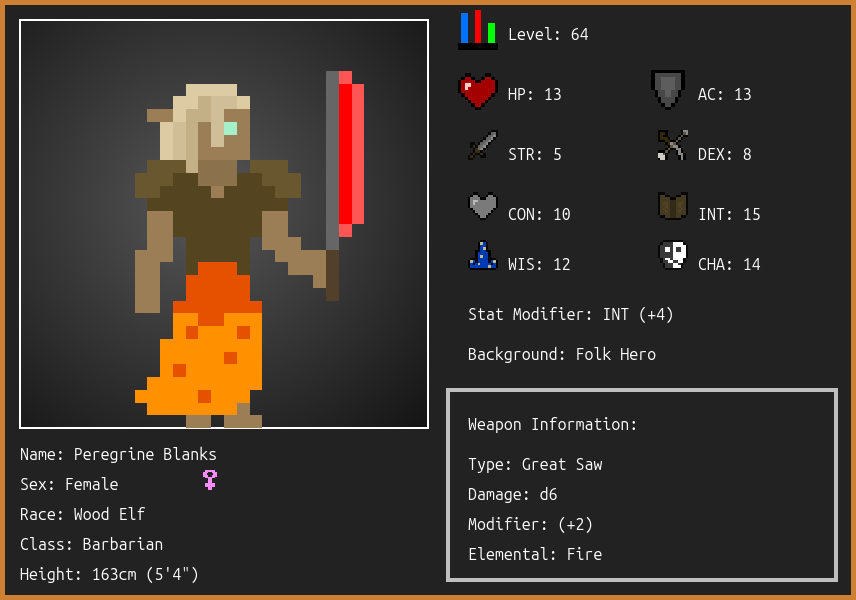 Level: 64
HP: 13
AC: 13
STR: 5
DEX: 8
CON: 10
INT: 15
WIS: 12
CHA: 14
Stat Modifier: INT (+4)
Background: Folk Hero
Weapon Information:
Type: Great Saw
Damage: d6
Modifier: (+2)
Elemental: Fire
Name: Peregrine Blanks
Sex: Female
Race: Wood Elf
Class: Barbarian
Height: 163cm (5'4")